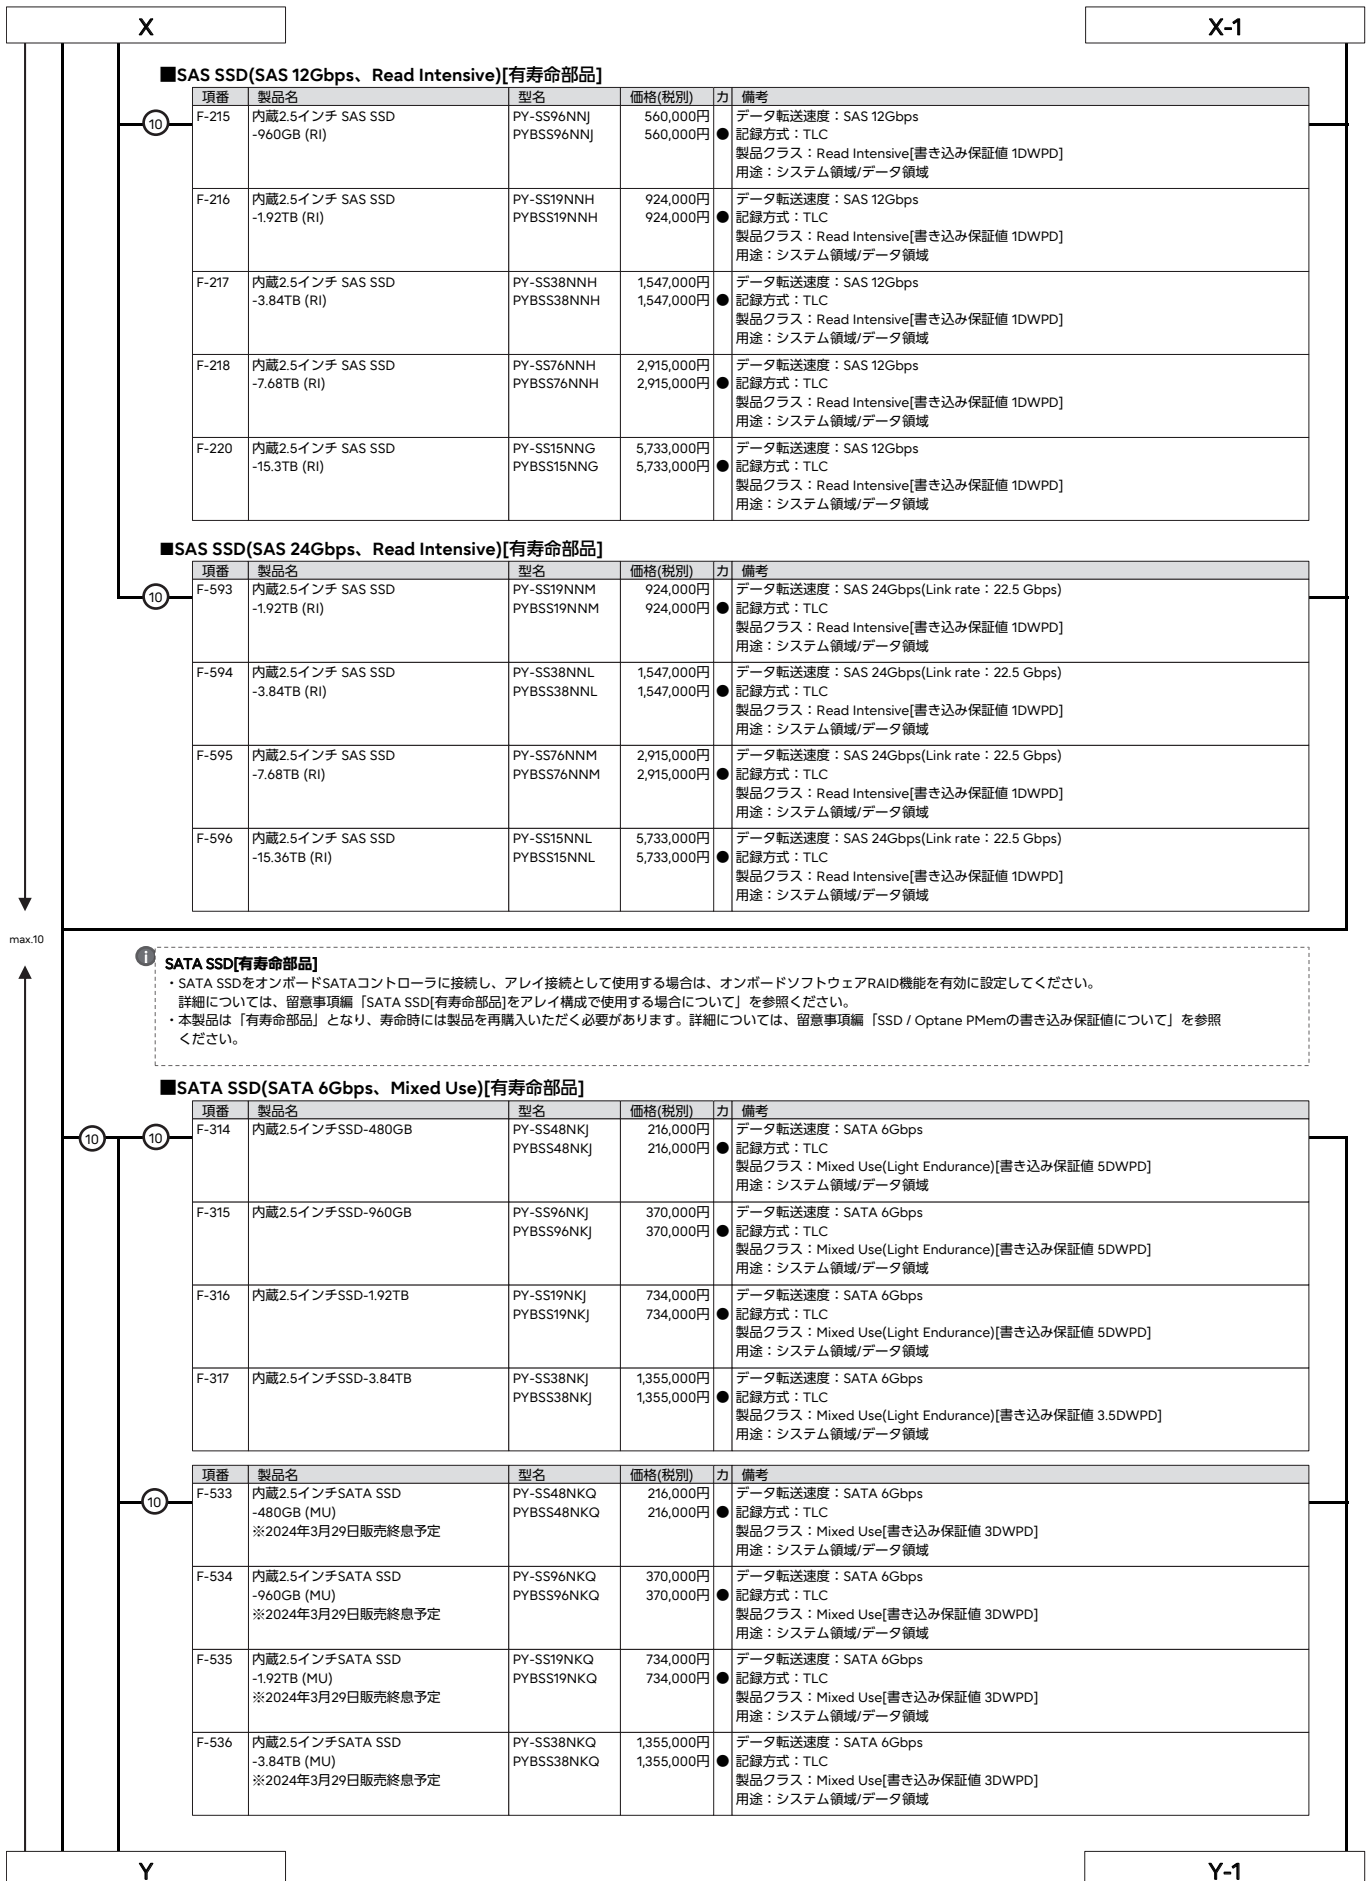 X
X-1
■SAS SSD(SAS 12Gbps、Read Intensive)[有寿命部品]
項番 製品名 型名 価格(税別) カ 備考
10
F-215 内蔵2.5インチ SAS SSD PY-SS96NNJ 560,000円 データ転送速度：SAS 12Gbps
-960GB (RI) PYBSS96NNJ 560,000円 ● 記録方式：TLC
製品クラス：Read Intensive[書き込み保証値 1DWPD]
用途：システム領域/データ領域
F-216 内蔵2.5インチ SAS SSD PY-SS19NNH 924,000円 データ転送速度：SAS 12Gbps
-1.92TB (RI) PYBSS19NNH 924,000円 ● 記録方式：TLC
製品クラス：Read Intensive[書き込み保証値 1DWPD]
用途：システム領域/データ領域
F-217 内蔵2.5インチ SAS SSD PY-SS38NNH 1,547,000円 データ転送速度：SAS 12Gbps
-3.84TB (RI) PYBSS38NNH 1,547,000円 ● 記録方式：TLC
製品クラス：Read Intensive[書き込み保証値 1DWPD]
用途：システム領域/データ領域
F-218 内蔵2.5インチ SAS SSD PY-SS76NNH 2,915,000円 データ転送速度：SAS 12Gbps
-7.68TB (RI) PYBSS76NNH 2,915,000円 ● 記録方式：TLC
製品クラス：Read Intensive[書き込み保証値 1DWPD]
用途：システム領域/データ領域
F-220 内蔵2.5インチ SAS SSD PY-SS15NNG 5,733,000円 データ転送速度：SAS 12Gbps
-15.3TB (RI) PYBSS15NNG 5,733,000円 ● 記録方式：TLC
製品クラス：Read Intensive[書き込み保証値 1DWPD]
用途：システム領域/データ領域
■SAS SSD(SAS 24Gbps、Read Intensive)[有寿命部品]
項番 製品名 型名 価格(税別) カ 備考
10
F-593 内蔵2.5インチ SAS SSD PY-SS19NNM 924,000円 データ転送速度：SAS 24Gbps(Link rate：22.5 Gbps)
-1.92TB (RI) PYBSS19NNM 924,000円 ● 記録方式：TLC
製品クラス：Read Intensive[書き込み保証値 1DWPD]
用途：システム領域/データ領域
F-594 内蔵2.5インチ SAS SSD PY-SS38NNL 1,547,000円 データ転送速度：SAS 24Gbps(Link rate：22.5 Gbps)
-3.84TB (RI) PYBSS38NNL 1,547,000円 ● 記録方式：TLC
製品クラス：Read Intensive[書き込み保証値 1DWPD]
用途：システム領域/データ領域
F-595 内蔵2.5インチ SAS SSD PY-SS76NNM 2,915,000円 データ転送速度：SAS 24Gbps(Link rate：22.5 Gbps)
-7.68TB (RI) PYBSS76NNM 2,915,000円 ● 記録方式：TLC
製品クラス：Read Intensive[書き込み保証値 1DWPD]
用途：システム領域/データ領域
F-596 内蔵2.5インチ SAS SSD PY-SS15NNL 5,733,000円 データ転送速度：SAS 24Gbps(Link rate：22.5 Gbps)
-15.36TB (RI) PYBSS15NNL 5,733,000円 ● 記録方式：TLC
製品クラス：Read Intensive[書き込み保証値 1DWPD]
用途：システム領域/データ領域
max.10
i
SATA SSD[有寿命部品]
・SATA SSDをオンボードSATAコントローラに接続し、アレイ接続として使用する場合は、オンボードソフトウェアRAID機能を有効に設定してください。
詳細については、留意事項編「SATA SSD[有寿命部品]をアレイ構成で使用する場合について」を参照ください。
・本製品は「有寿命部品」となり、寿命時には製品を再購入いただく必要があります。詳細については、留意事項編「SSD / Optane PMemの書き込み保証値について」を参照
ください。
■SATA SSD(SATA 6Gbps、Mixed Use)[有寿命部品]
項番 製品名 型名 価格(税別) カ 備考
10 10
F-314 内蔵2.5インチSSD-480GB PY-SS48NKJ 216,000円 データ転送速度：SATA 6Gbps
PYBSS48NKJ 216,000円 ● 記録方式：TLC
製品クラス：Mixed Use(Light Endurance)[書き込み保証値 5DWPD]
用途：システム領域/データ領域
F-315 内蔵2.5インチSSD-960GB PY-SS96NKJ 370,000円 データ転送速度：SATA 6Gbps
PYBSS96NKJ 370,000円 ● 記録方式：TLC
製品クラス：Mixed Use(Light Endurance)[書き込み保証値 5DWPD]
用途：システム領域/データ領域
F-316 内蔵2.5インチSSD-1.92TB PY-SS19NKJ 734,000円 データ転送速度：SATA 6Gbps
PYBSS19NKJ 734,000円 ● 記録方式：TLC
製品クラス：Mixed Use(Light Endurance)[書き込み保証値 5DWPD]
用途：システム領域/データ領域
F-317 内蔵2.5インチSSD-3.84TB PY-SS38NKJ 1,355,000円 データ転送速度：SATA 6Gbps
PYBSS38NKJ 1,355,000円 ● 記録方式：TLC
製品クラス：Mixed Use(Light Endurance)[書き込み保証値 3.5DWPD]
用途：システム領域/データ領域
項番 製品名 型名 価格(税別) カ 備考
10
F-533 内蔵2.5インチSATA SSD PY-SS48NKQ 216,000円 データ転送速度：SATA 6Gbps
-480GB (MU) PYBSS48NKQ 216,000円 ● 記録方式：TLC
※2024年3月29日販売終息予定 製品クラス：Mixed Use[書き込み保証値 3DWPD]
用途：システム領域/データ領域
F-534 内蔵2.5インチSATA SSD PY-SS96NKQ 370,000円 データ転送速度：SATA 6Gbps
-960GB (MU) PYBSS96NKQ 370,000円 ● 記録方式：TLC
※2024年3月29日販売終息予定 製品クラス：Mixed Use[書き込み保証値 3DWPD]
用途：システム領域/データ領域
F-535 内蔵2.5インチSATA SSD PY-SS19NKQ 734,000円 データ転送速度：SATA 6Gbps
-1.92TB (MU) PYBSS19NKQ 734,000円 ● 記録方式：TLC
※2024年3月29日販売終息予定 製品クラス：Mixed Use[書き込み保証値 3DWPD]
用途：システム領域/データ領域
F-536 内蔵2.5インチSATA SSD PY-SS38NKQ 1,355,000円 データ転送速度：SATA 6Gbps
-3.84TB (MU) PYBSS38NKQ 1,355,000円 ● 記録方式：TLC
※2024年3月29日販売終息予定 製品クラス：Mixed Use[書き込み保証値 3DWPD]
用途：システム領域/データ領域
Y
Y-1